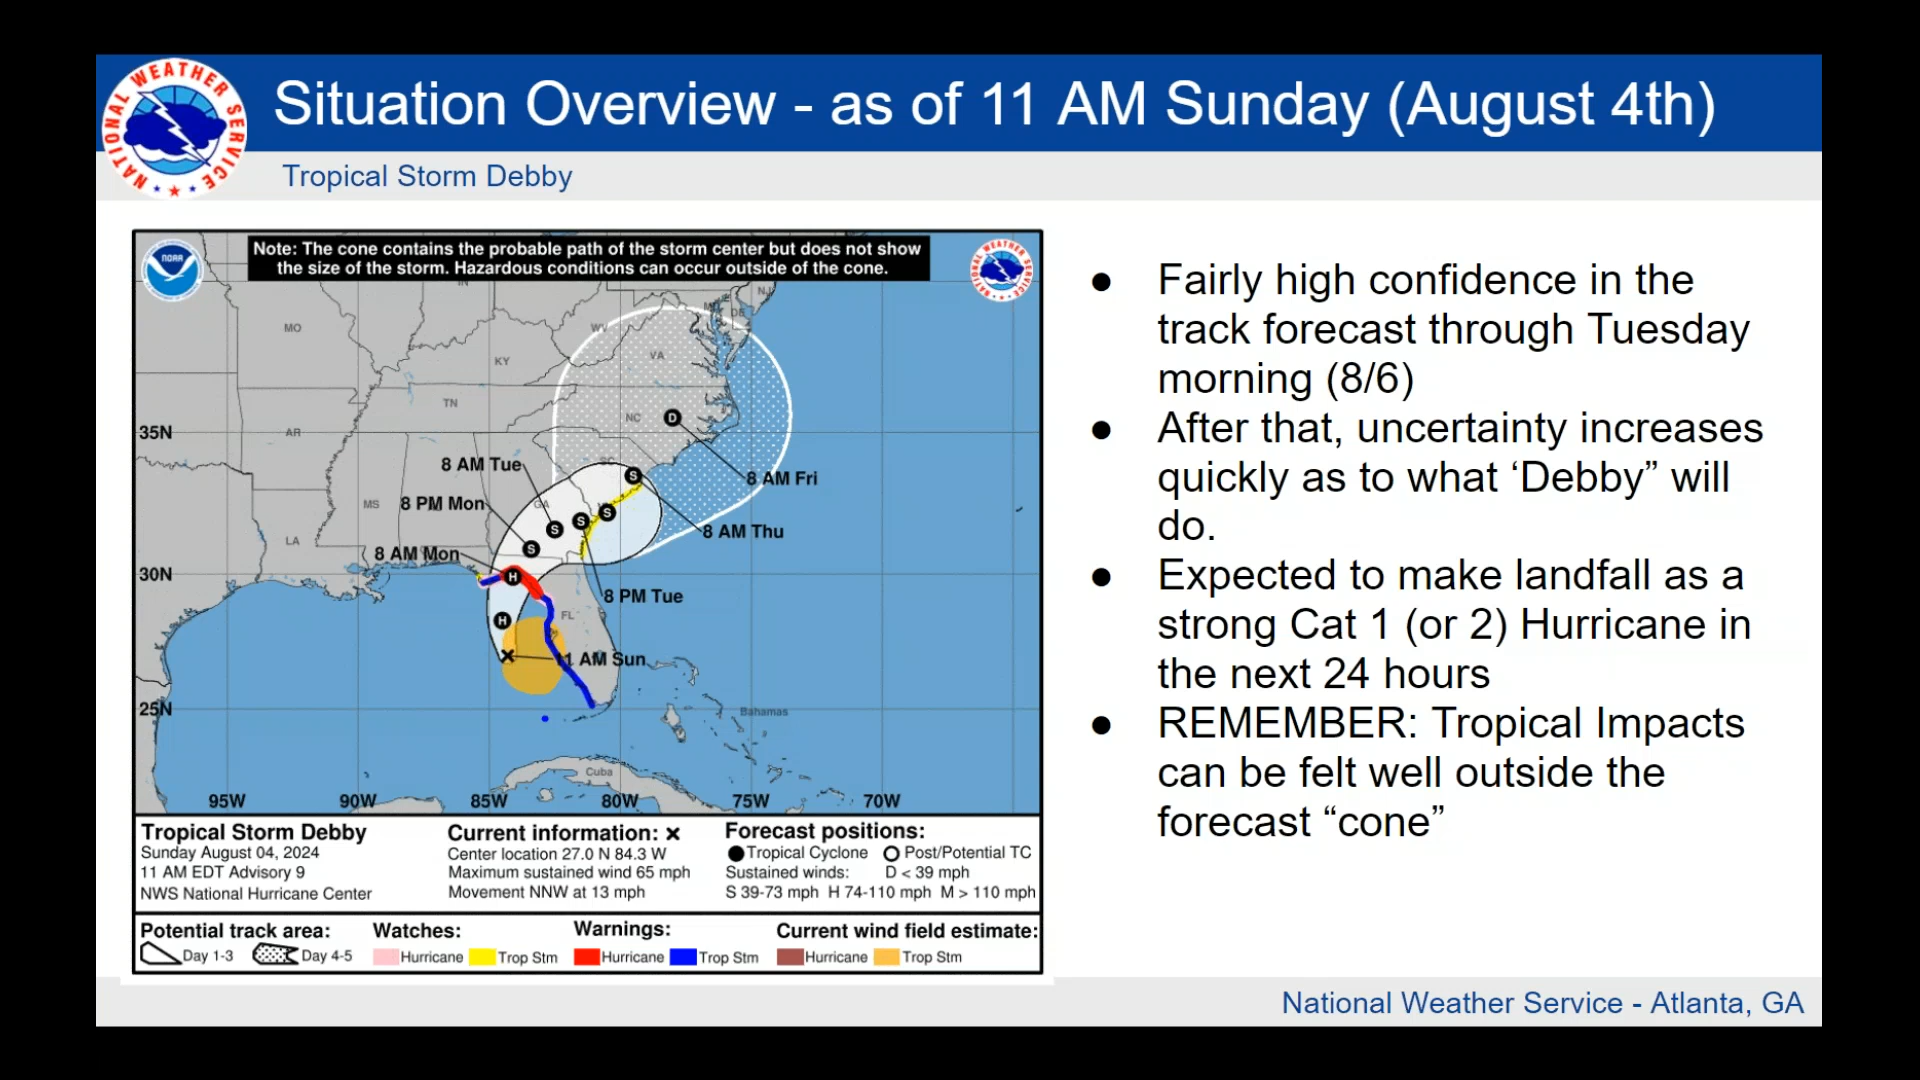 NATIONAL WEATHER SERVICE
Situation Overview - as of 11 AM Sunday (August 4th)
Tropical Storm Debby
NOAA
Note: The cone contains the probable path of the storm center but does not show
the size of the storm. Hazardous conditions can occur outside of the cone.
IN
NJ
DE
MO
WV
KY
VA
TN
NC
D
35N
AR
8 AM Tue
SC
S
8 AM Fri
MS
8 PM Mon
GA
S
S
S
8 AM Thu
LA
8 AM Mon
S
30N
H
8 PM Tue
H
FL
11 AM Sun
25N
Bahamas
Cuba
95W 90W 85W 80W 75W 70W
Tropical Storm Debby
Sunday August 04, 2024
11 AM EDT Advisory 9
NWS National Hurricane Center
Current information: x
Center location 27.0 N 84.3 W
Maximum sustained wind 65 mph
Movement NNW at 13 mph
Forecast positions:
Tropical Cyclone Post/Potential TC
Sustained winds: D < 39 mph
S 39-73 mph H 74-110 mph M > 110 mph
Potential track area:
Day 1-3 Day 4-5
Watches:
Hurricane Trop Stm
Warnings:
Hurricane Trop Stm
Current wind field estimate:
Hurricane Trop Stm
● Fairly high confidence in the
track forecast through Tuesday
morning (8/6)
● After that, uncertainty increases
quickly as to what ‘Debby” will
do.
● Expected to make landfall as a
strong Cat 1 (or 2) Hurricane in
the next 24 hours
● REMEMBER: Tropical Impacts
can be felt well outside the
forecast “cone”
National Weather Service - Atlanta, GA